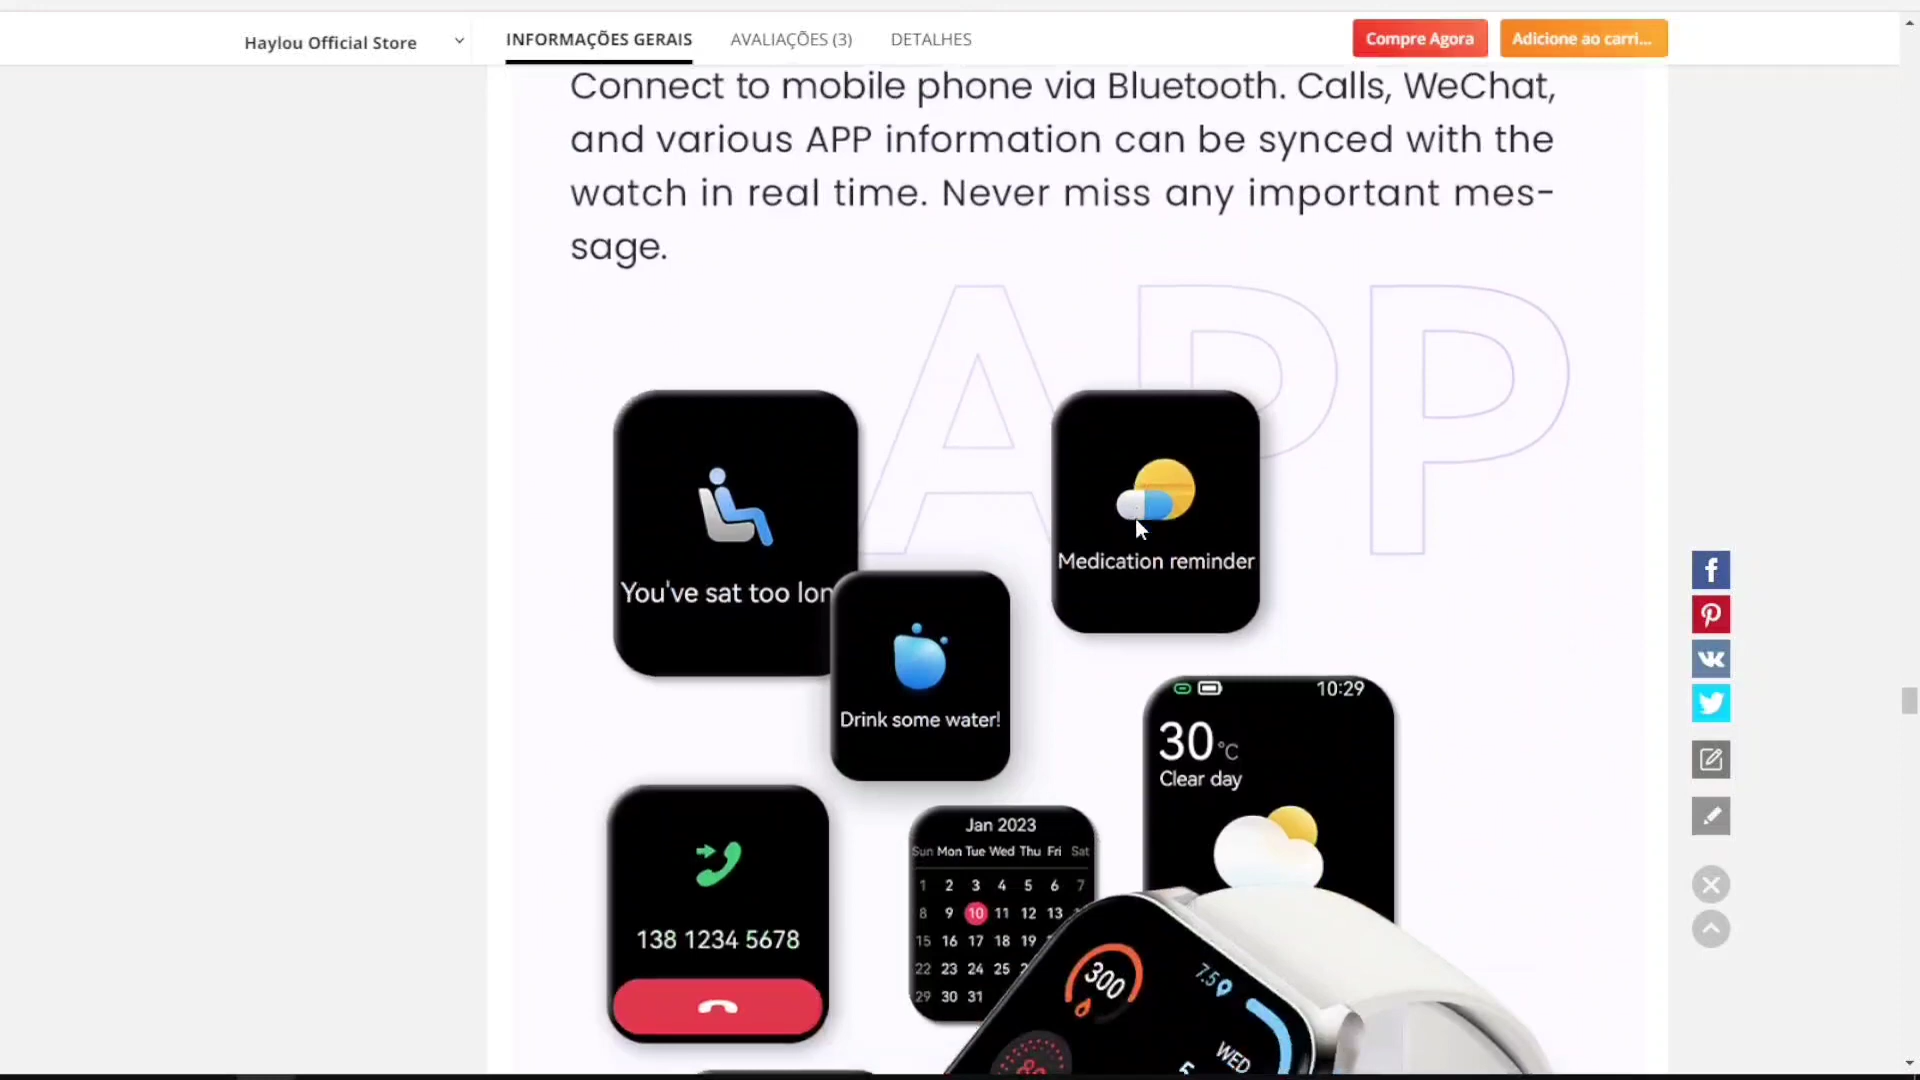 Haylou Official Store
INFORMAÇÕES GERAIS
AVALIAÇÕES (3)
DETALHES
Compre Agora
Adicione ao carri...
Connect to mobile phone via Bluetooth. Calls, WeChat,
and various APP information can be synced with the
watch in real time. Never miss any important mes-
sage.
APP
You've sat too lon
Medication reminder
Drink some water!
10:29
30 °C
Clear day
138 1234 5678
Jan 2023
Sun Mon Tue Wed Thu Fri Sat
1 2 3 4 5 6 7
8 9 10 11 12 13
15 16 17 18 19
22 23 24 25
29 30 31
300
7.5
WED